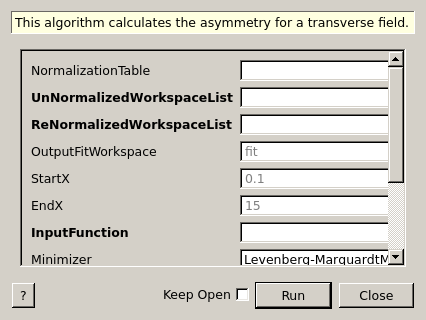 This algorithm calculates the asymmetry for a transverse field.
NormalizationTable
UnNormalizedWorkspaceList
ReNormalizedWorkspaceList
OutputFitWorkspace fit
StartX 0.1
EndX 15
InputFunction
Minimizer Levenberg-MarquardtM
? Keep Open Run Close